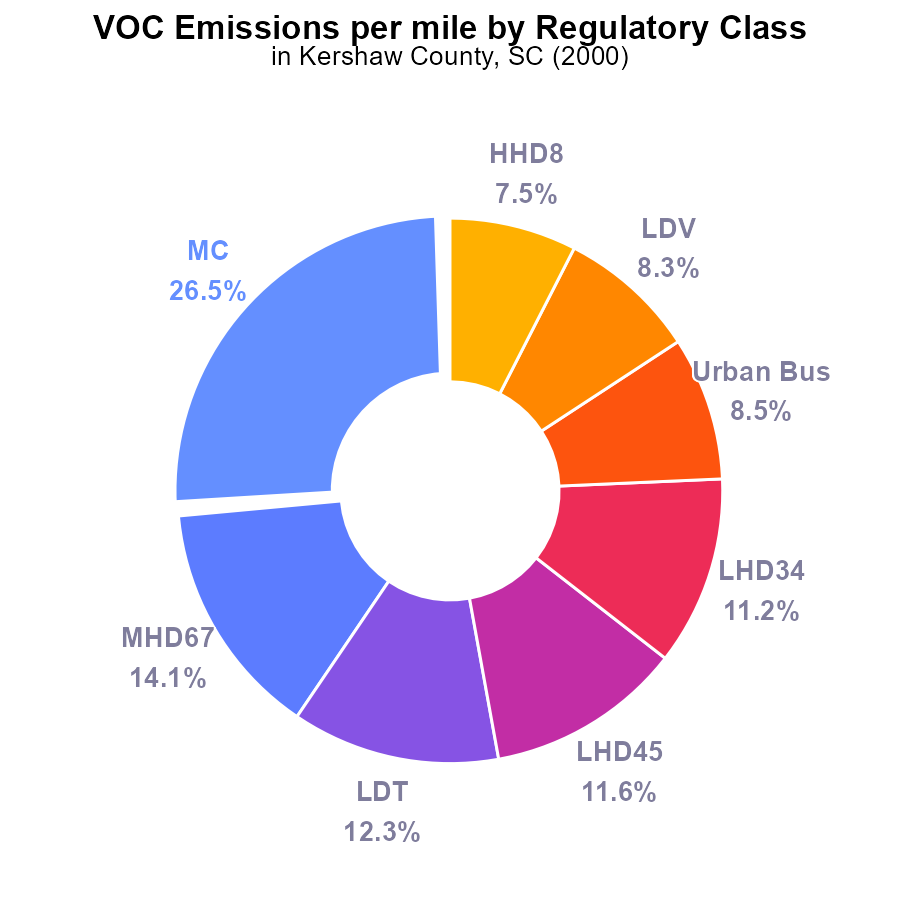 VOC Emissions per mile by Regulatory Class
in Kershaw County, SC (2000)
HHD8
7.5%
LDV
8.3%
Urban Bus
8.5%
LHD34
11.2%
LHD45
11.6%
LDT
12.3%
MHD67
14.1%
MC
26.5%